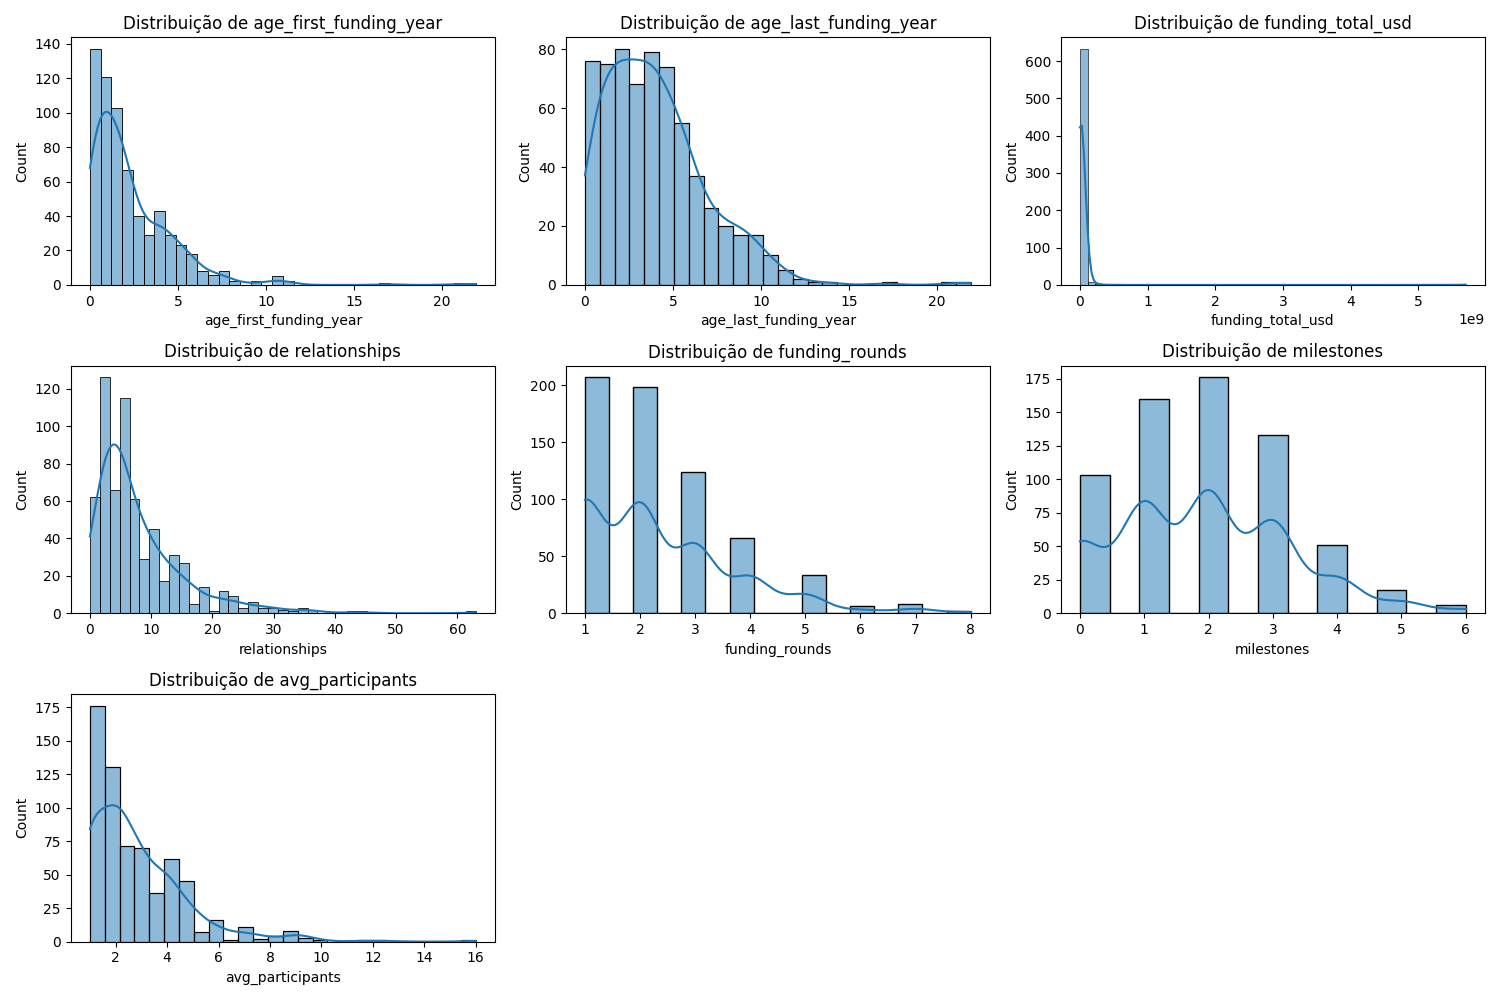 Distribuição de age_first_funding_year
140
120
100
80
60
40
20
0
Count
0 5 10 15 20
age_first_funding_year
Distribuição de age_last_funding_year
80
60
40
20
0
Count
0 5 10 15 20
age_last_funding_year
Distribuição de funding_total_usd
600
500
400
300
200
100
0
Count
0 1 2 3 4 5
1e9
funding_total_usd
Distribuição de relationships
120
100
80
60
40
20
0
Count
0 10 20 30 40 50 60
relationships
Distribuição de funding_rounds
200
150
100
50
0
Count
1 2 3 4 5 6 7 8
funding_rounds
Distribuição de milestones
175
150
125
100
75
50
25
0
Count
0 1 2 3 4 5 6
milestones
Distribuição de avg_participants
175
150
125
100
75
50
25
0
Count
2 4 6 8 10 12 14 16
avg_participants